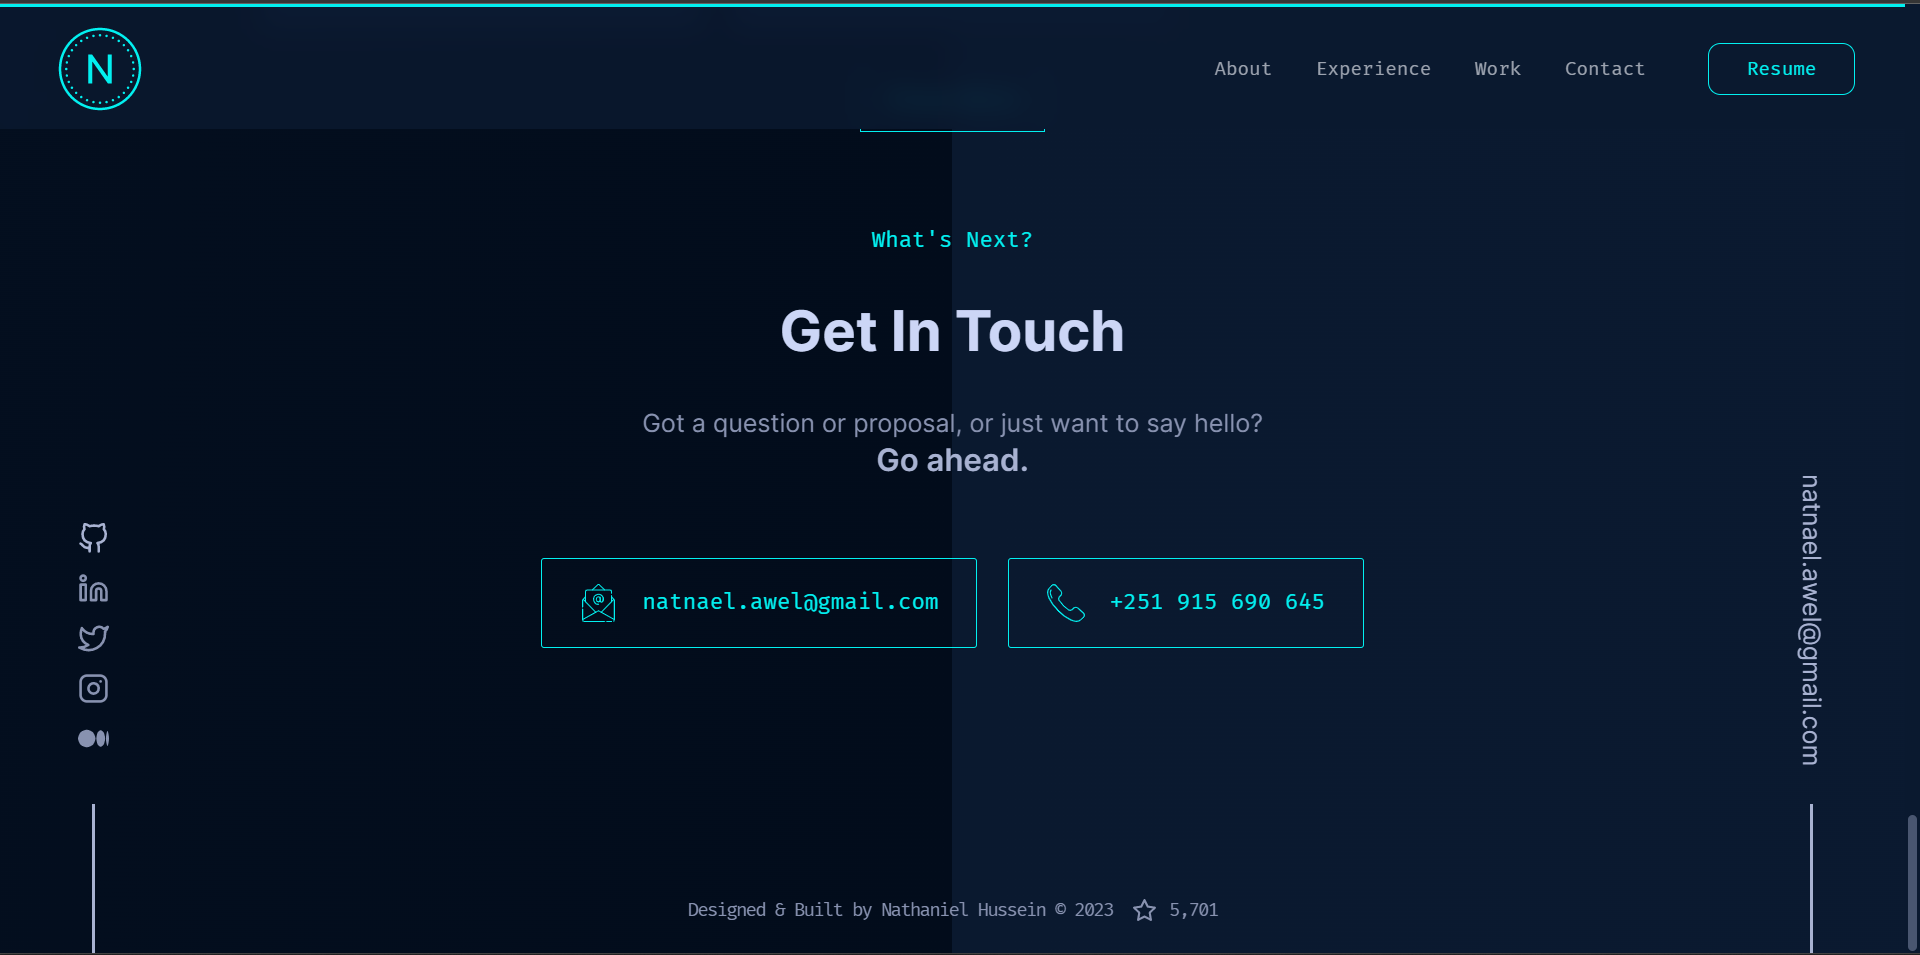 N
About Experience Work Contact Resume
What's Next?
Get In Touch
Got a question or proposal, or just want to say hello?
Go ahead.
natnael.awel@gmail.com
+251 915 690 645
natnael.awel@gmail.com
Designed & Built by Nathaniel Hussein © 2023 5,701